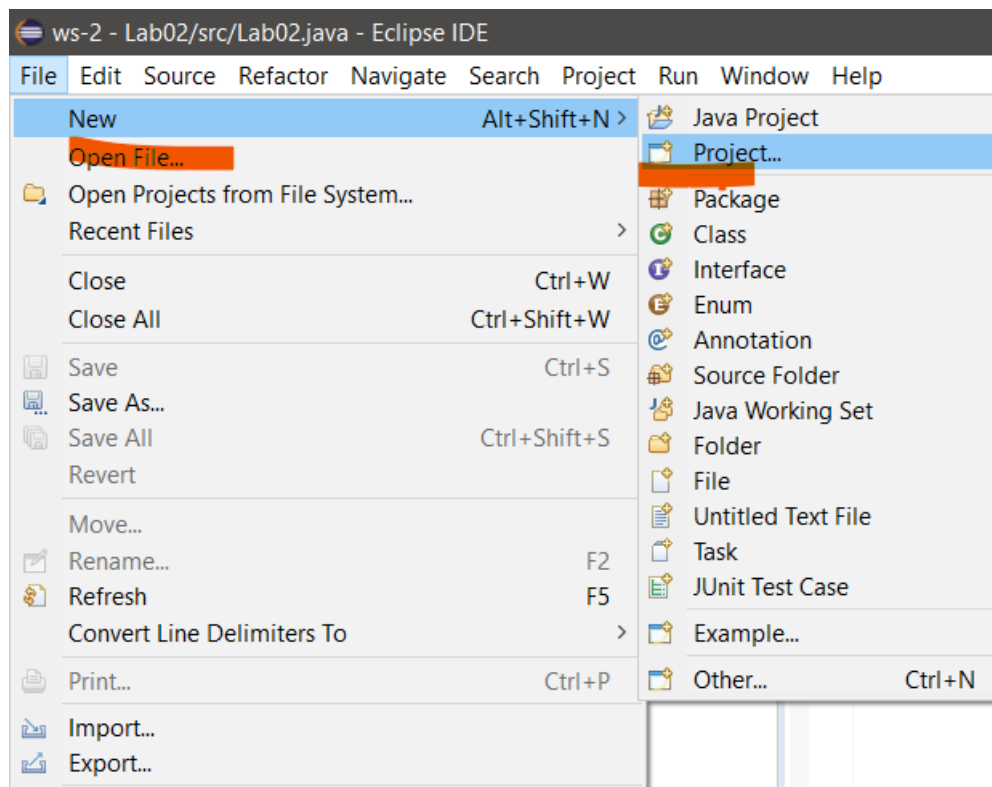 ws-2 - Lab02/src/Lab02.java - Eclipse IDE
File Edit Source Refactor Navigate Search Project Run Window Help
New Alt+Shift+N >
Open File...
Open Projects from File System...
Recent Files >
Close Ctrl+W
Close All Ctrl+Shift+W
Save Ctrl+S
Save As...
Save All Ctrl+Shift+S
Revert
Move...
Rename... F2
Refresh F5
Convert Line Delimiters To >
Print... Ctrl+P
Import...
Export...
Java Project
Project...
Package
Class
Interface
Enum
Annotation
Source Folder
Java Working Set
Folder
File
Untitled Text File
Task
JUnit Test Case
Example...
Other... Ctrl+N